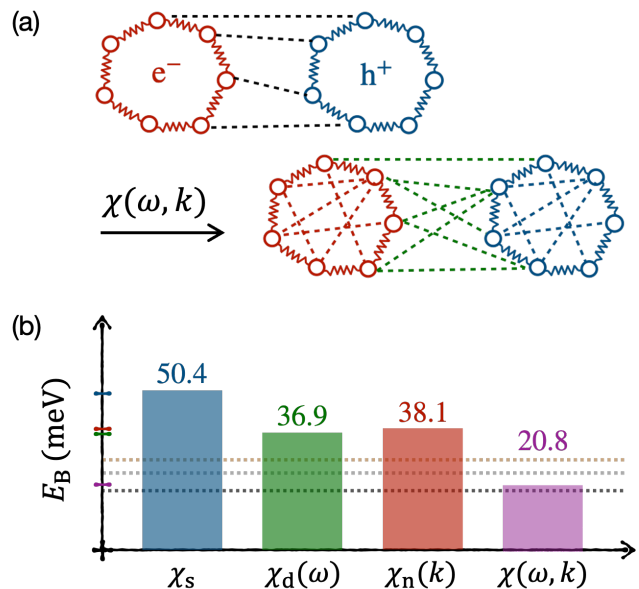 (a)
e⁻ h⁺
χ(ω, k)
(b)
E_B (meV)
50.4
36.9
38.1
20.8
χ_s χ_d(ω) χ_n(k) χ(ω, k)